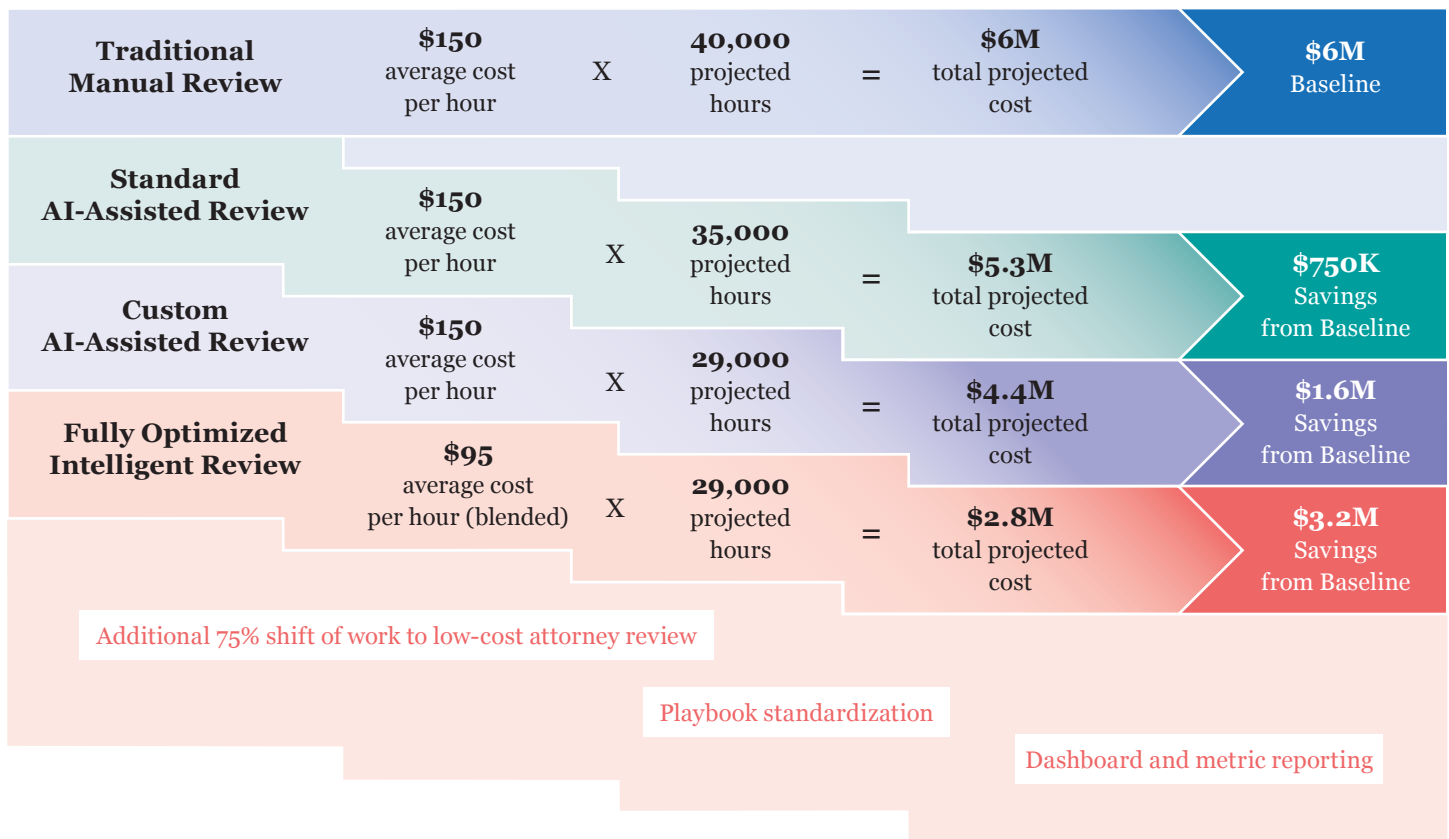 Traditional
Manual Review
$150
average cost
per hour
X
40,000
projected
hours
=
$6M
total projected
cost
$6M
Baseline
Standard
AI-Assisted Review
$150
average cost
per hour
X
35,000
projected
hours
=
$5.3M
total projected
cost
$750K
Savings
from Baseline
Custom
AI-Assisted Review
$150
average cost
per hour
X
29,000
projected
hours
=
$4.4M
total projected
cost
$1.6M
Savings
from Baseline
Fully Optimized
Intelligent Review
$95
average cost
per hour (blended)
X
29,000
projected
hours
=
$2.8M
total projected
cost
$3.2M
Savings
from Baseline
Additional 75% shift of work to low-cost attorney review
Playbook standardization
Dashboard and metric reporting